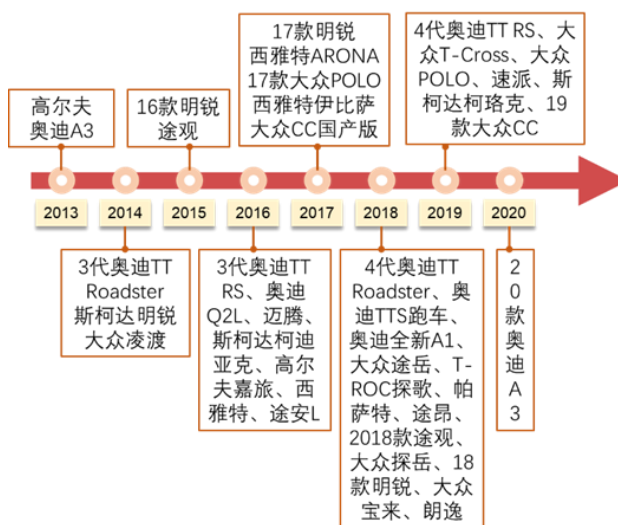 17款明锐
西雅特ARONA
17款大众POLO
西雅特伊比萨
大众CC国产版
4代奥迪TT RS、大
众T-Cross、大众
POLO、速派、斯
柯达柯珞克、19
款大众CC
高尔夫
奥迪A3
16款明锐
途观
2013
2014
2015
2016
2017
2018
2019
2020
3代奥迪TT
Roadster
斯柯达明锐
大众凌渡
3代奥迪TT
RS、奥迪
Q2L、迈腾、
斯柯达柯迪
亚克、高尔
夫嘉旅、西
雅特、途安L
4代奥迪TT
Roadster、奥
迪TTS跑车、
奥迪全新A1、
大众途岳、T-
ROC探歌、帕
萨特、途昂、
2018款途观、
大众探岳、18
款明锐、大众
宝来、朗逸
2
0
款
奥
迪
A
3